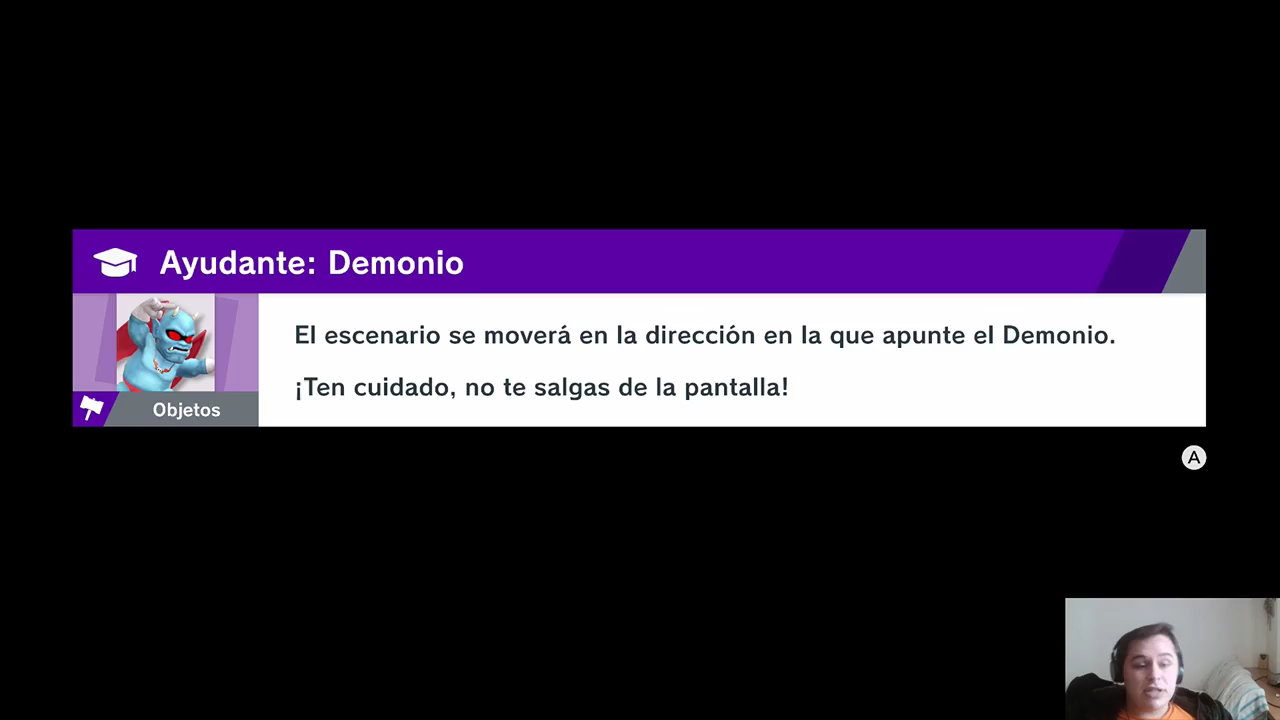 Ayudante: Demonio
El escenario se moverá en la dirección en la que apunte el Demonio.
¡Ten cuidado, no te salgas de la pantalla!
Objetos
A